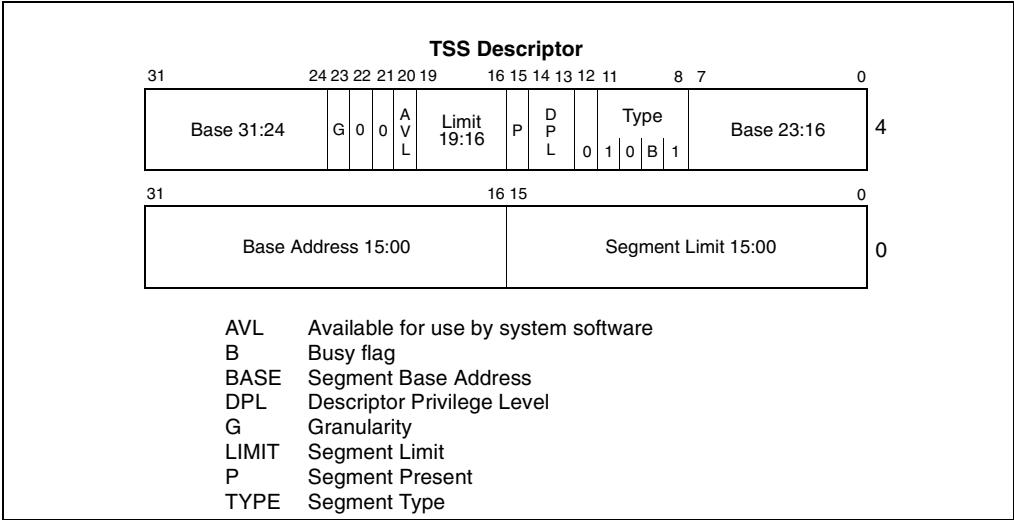 TSS Descriptor
31 24 23 22 21 20 19 16 15 14 13 12 11 8 7 0
Base 31:24 G 0 0 AVL Limit 19:16 P DPL 0 Type 1 0 B 1 Base 23:16 4
31 16 15 0
Base Address 15:00 Segment Limit 15:00 0
AVL Available for use by system software
B Busy flag
BASE Segment Base Address
DPL Descriptor Privilege Level
G Granularity
LIMIT Segment Limit
P Segment Present
TYPE Segment Type